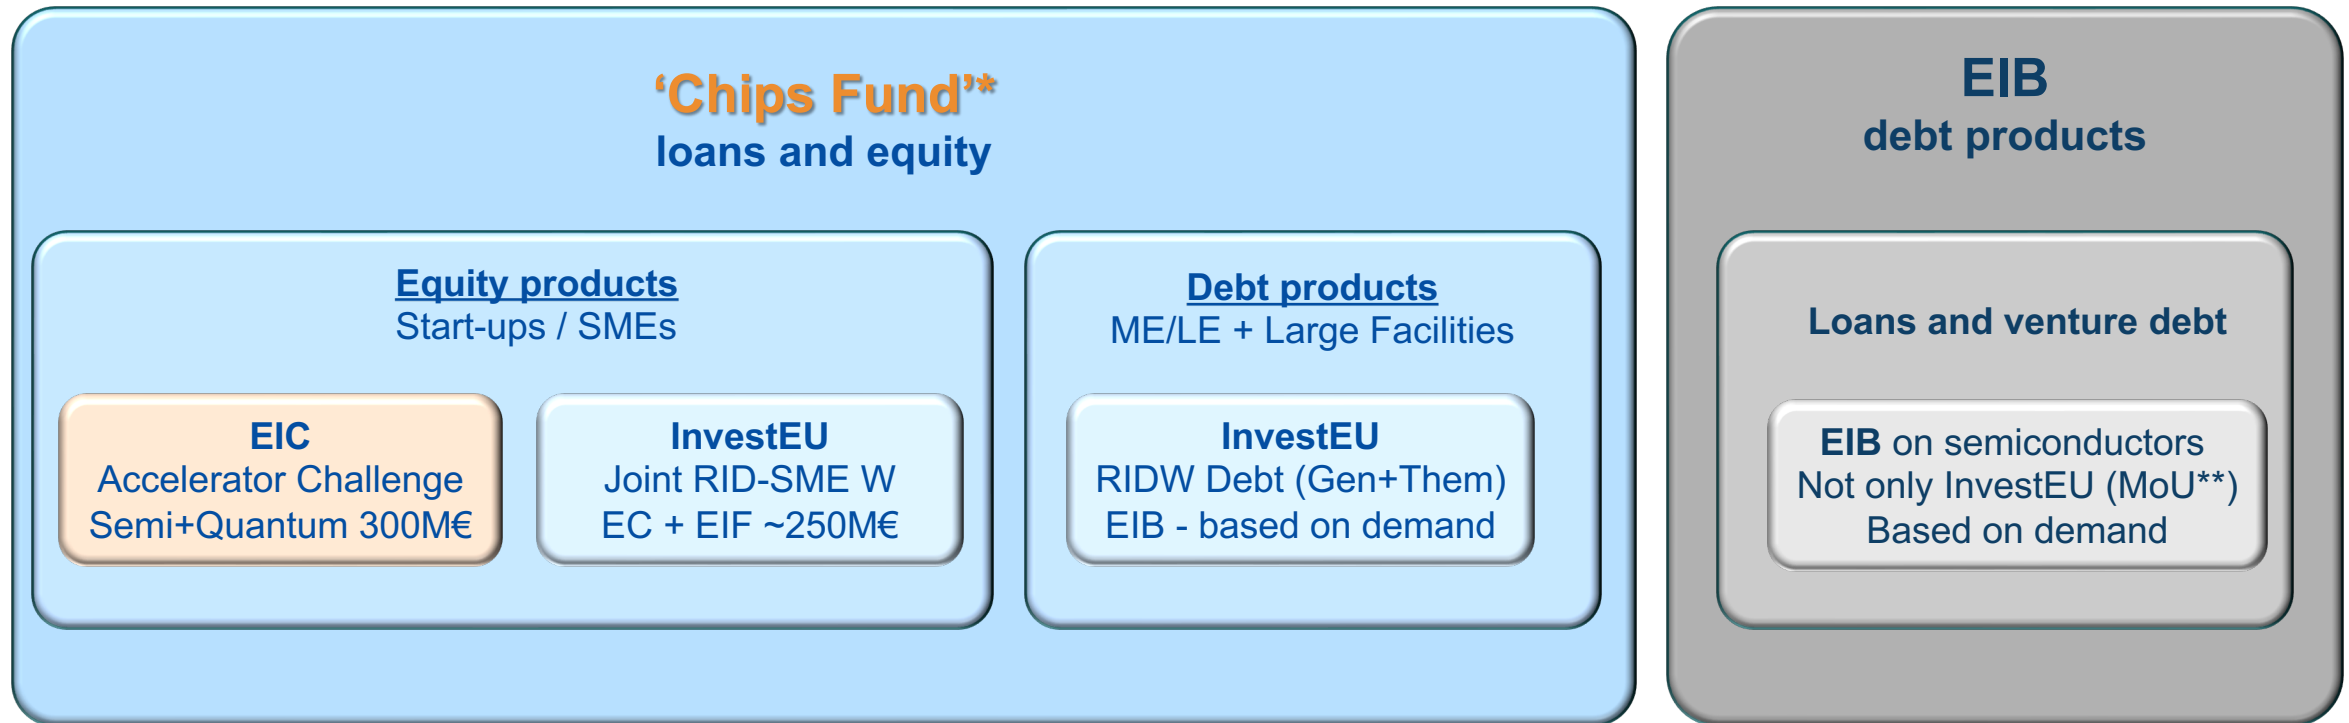 ‘Chips Fund’*
loans and equity
Equity products
Start-ups / SMEs
EIC
Accelerator Challenge
Semi+Quantum 300M€
InvestEU
Joint RID-SME W
EC + EIF ~250M€
Debt products
ME/LE + Large Facilities
InvestEU
RIDW Debt (Gen+Them)
EIB - based on demand
EIB
debt products
Loans and venture debt
EIB on semiconductors
Not only InvestEU (MoU**)
Based on demand